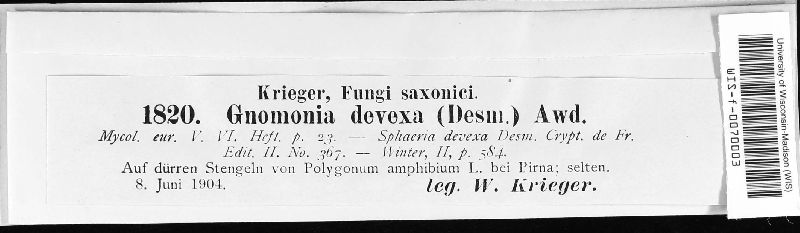 Krieger, Fungi saxonici.
1820. Gnomonia devexa (Desm.) Awd.
Mycol. eur. V. VI. Heft, p. 23. — Sphaeria devexa Desm. Crypt. de Fr.
Edit. II. No. 367. — Winter, II, p. 584.
Auf dürren Stengeln von Polygonum amphibium L. bei Pirna; selten.
8. Juni 1904. leg. W. Krieger.
University of Wisconsin-Madison (WIS)
WIS-f-0070003